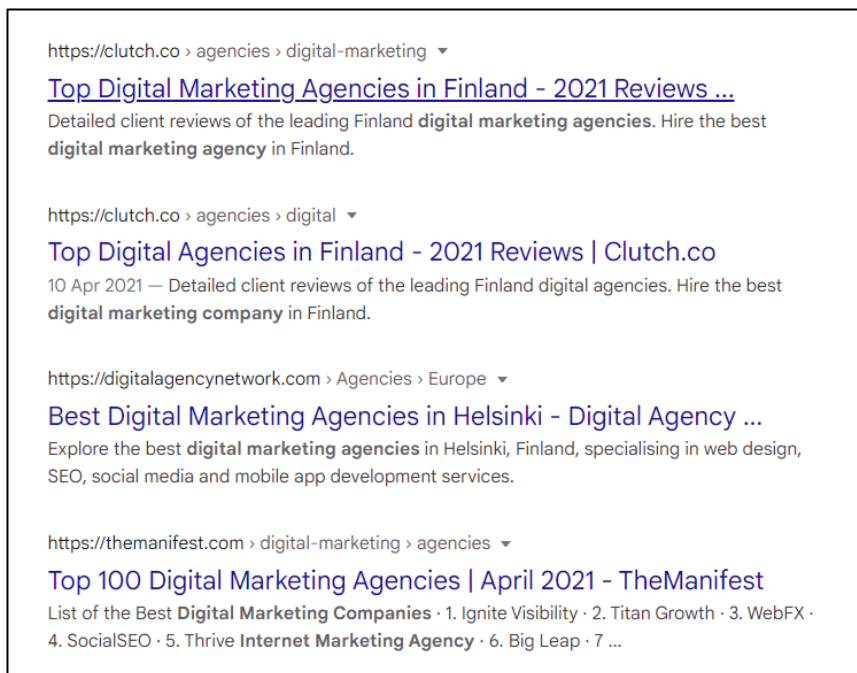 https://clutch.co › agencies › digital-marketing
Top Digital Marketing Agencies in Finland - 2021 Reviews ...
Detailed client reviews of the leading Finland digital marketing agencies. Hire the best
digital marketing agency in Finland.
https://clutch.co › agencies › digital
Top Digital Agencies in Finland - 2021 Reviews | Clutch.co
10 Apr 2021 — Detailed client reviews of the leading Finland digital agencies. Hire the best
digital marketing company in Finland.
https://digitalagencynetwork.com › Agencies › Europe
Best Digital Marketing Agencies in Helsinki - Digital Agency ...
Explore the best digital marketing agencies in Helsinki, Finland, specialising in web design,
SEO, social media and mobile app development services.
https://themanifest.com › digital-marketing › agencies
Top 100 Digital Marketing Agencies | April 2021 - TheManifest
List of the Best Digital Marketing Companies · 1. Ignite Visibility · 2. Titan Growth · 3. WebFX ·
4. SocialSEO · 5. Thrive Internet Marketing Agency · 6. Big Leap · 7 ...